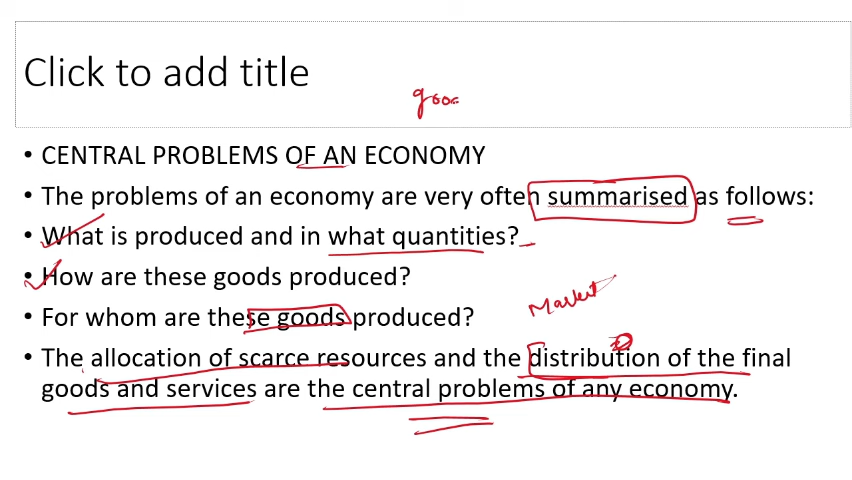 Click to add title
goo
• CENTRAL PROBLEMS OF AN ECONOMY
• The problems of an economy are very often summarised as follows:
• What is produced and in what quantities?
• How are these goods produced?
Market
• For whom are these goods produced?
• The allocation of scarce resources and the distribution of the final
goods and services are the central problems of any economy.